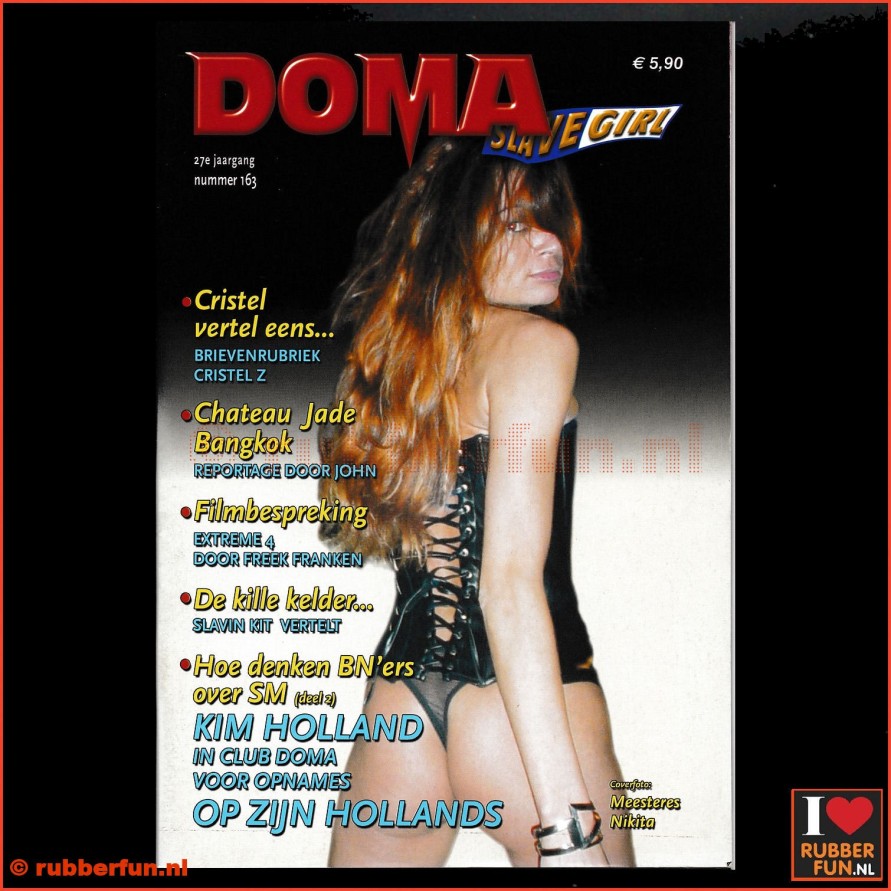 DOMA
SLAVEGIRL
€ 5,90
27e jaargang
nummer 163
• Cristel
vertel eens...
BRIEVENRUBRIEK
CRISTEL Z
• Chateau Jade
Bangkok
REPORTAGE DOOR JOHN
• Filmbespreking
EXTREME 4
DOOR FREEK FRANKEN
• De kille kelder...
SLAVIN KIT VERTELT
• Hoe denken BN'ers
over SM (deel 2)
KIM HOLLAND
IN CLUB DOMA
VOOR OPNAMES
OP ZIJN HOLLANDS
Coverfoto:
Meesteres
Nikita
© rubberfun.nl
I ♥
RUBBER
FUN.NL